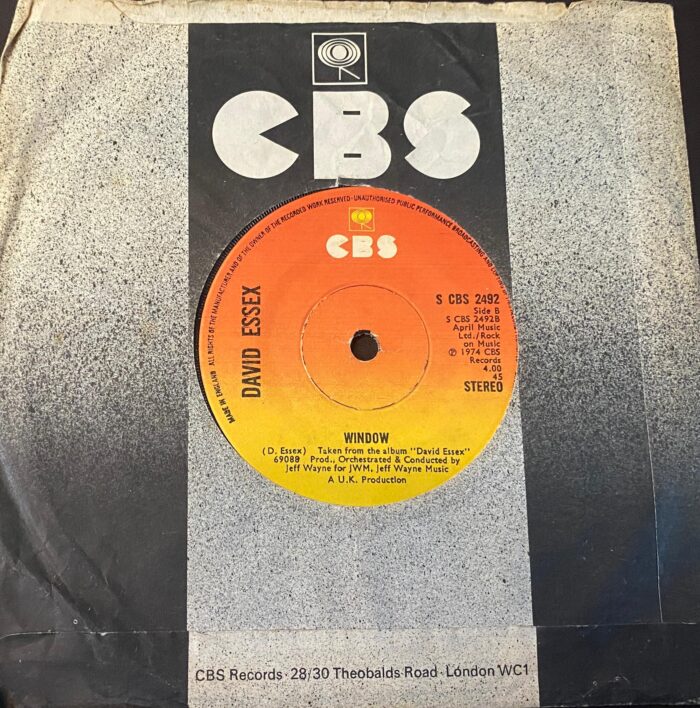 CBS
ALL RIGHTS OF THE MANUFACTURER AND OF THE OWNER OF THE RECORDED WORK RESERVED · UNAUTHORISED PUBLIC PERFORMANCE BROADCASTING AND
MADE IN ENGLAND
CBS
DAVID ESSEX
S CBS 2492
Side B
S CBS 2492B
April Music
Ltd./Rock
on Music
℗ 1974 CBS
Records
4.00
45
STEREO
WINDOW
(D. Essex) Taken from the album "David Essex"
69088 Prod., Orchestrated & Conducted by
Jeff Wayne for JWM, Jeff Wayne Music
A U.K. Production
CBS Records · 28/30 Theobalds Road · London WC1